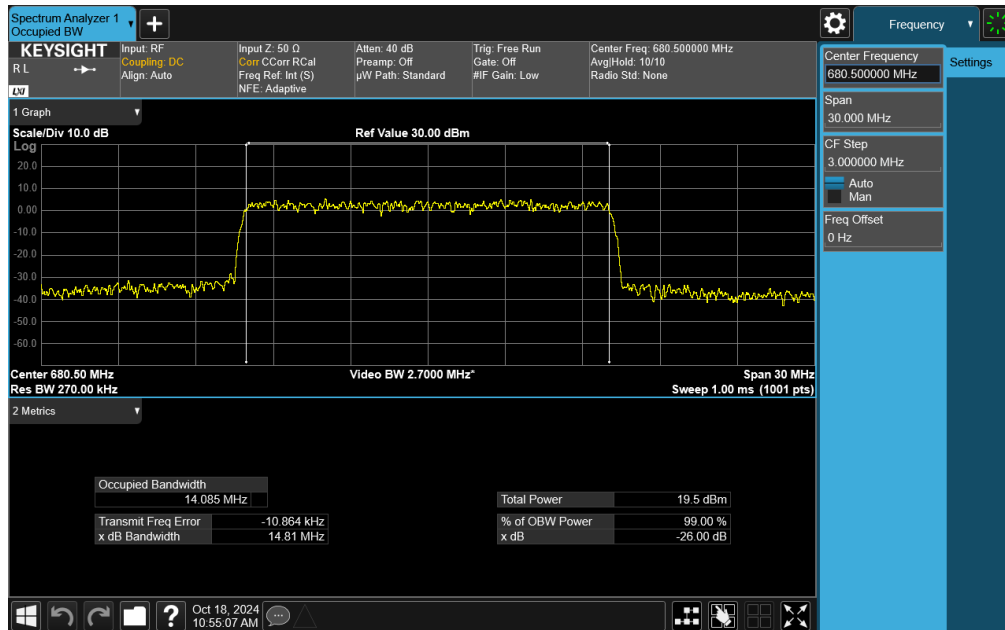 Spectrum Analyzer 1
Occupied BW
Frequency
KEYSIGHT
R L
LXI
Input: RF
Coupling: DC
Align: Auto
Input Z: 50 Ω
Corr CCorr RCal
Freq Ref: Int (S)
NFE: Adaptive
Atten: 40 dB
Preamp: Off
µW Path: Standard
Trig: Free Run
Gate: Off
#IF Gain: Low
Center Freq: 680.500000 MHz
Avg|Hold: 10/10
Radio Std: None
Center Frequency
680.500000 MHz
Settings
Span
30.000 MHz
CF Step
3.000000 MHz
Auto
Man
Freq Offset
0 Hz
1 Graph
Scale/Div 10.0 dB
Ref Value 30.00 dBm
Log
20.0
10.0
0.00
-10.0
-20.0
-30.0
-40.0
-50.0
-60.0
Center 680.50 MHz
Video BW 2.7000 MHz*
Span 30 MHz
Res BW 270.00 kHz
Sweep 1.00 ms (1001 pts)
2 Metrics
Occupied Bandwidth
14.085 MHz
Total Power 19.5 dBm
Transmit Freq Error -10.864 kHz
% of OBW Power 99.00 %
x dB Bandwidth 14.81 MHz
x dB -26.00 dB
?
Oct 18, 2024
10:55:07 AM